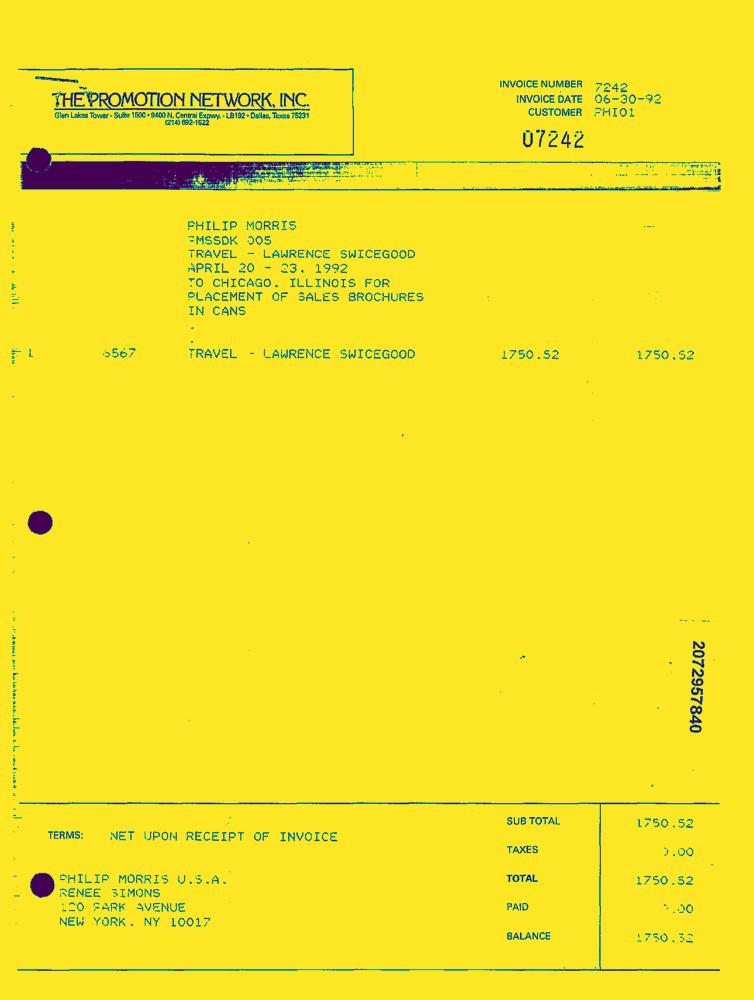 THE PROMOTION NETWORK, INC.
Glen Lakes Tower • Suite 1500 • 9400 N. Central Expwy. • LB192 • Dallas, Texas 75231
(214) 692-1522
INVOICE NUMBER 7242
INVOICE DATE 06-30-92
CUSTOMER PHI01
07242
PHILIP MORRIS
005
TRAVEL - LAWRENCE SWICEGOOD
APRIL 20 - 23. 1992
TO CHICAGO. ILLINOIS FOR
PLACEMENT OF SALES BROCHURES
IN CANS
.
.
1 6567 TRAVEL - LAWRENCE SWICEGOOD 1750.52 1750.52
2072957840
TERMS: NET UPON RECEIPT OF INVOICE
SUB TOTAL 1750.52
TAXES 0.00
TOTAL 1750.52
PAID 0.00
BALANCE 1750.52
PHILIP MORRIS U.S.A.
RENEE SIMONS
120 PARK AVENUE
NEW YORK. NY 10017